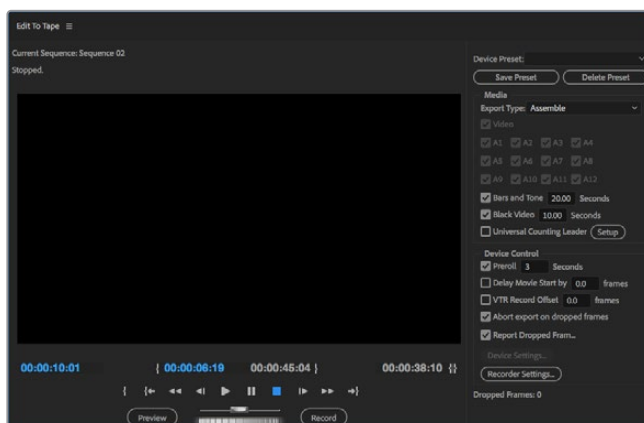 Edit To Tape
Current Sequence: Sequence 02
Stopped.
00:00:10:01
{ 00:00:06:19
00:00:45:04 }
00:00:38:10 {}
Preview
Record
Device Preset:
Save Preset
Delete Preset
Media
Export Type: Assemble
Video
A1 A2 A3 A4
A5 A6 A7 A8
A9 A10 A11 A12
Bars and Tone 20.00 Seconds
Black Video 10.00 Seconds
Universal Counting Leader Setup
Device Control
Preroll 3 Seconds
Delay Movie Start by 0.0 frames
VTR Record Offset 0.0 frames
Abort export on dropped frames
Report Dropped Fram...
Device Settings...
Recorder Settings...
Dropped Frames: 0